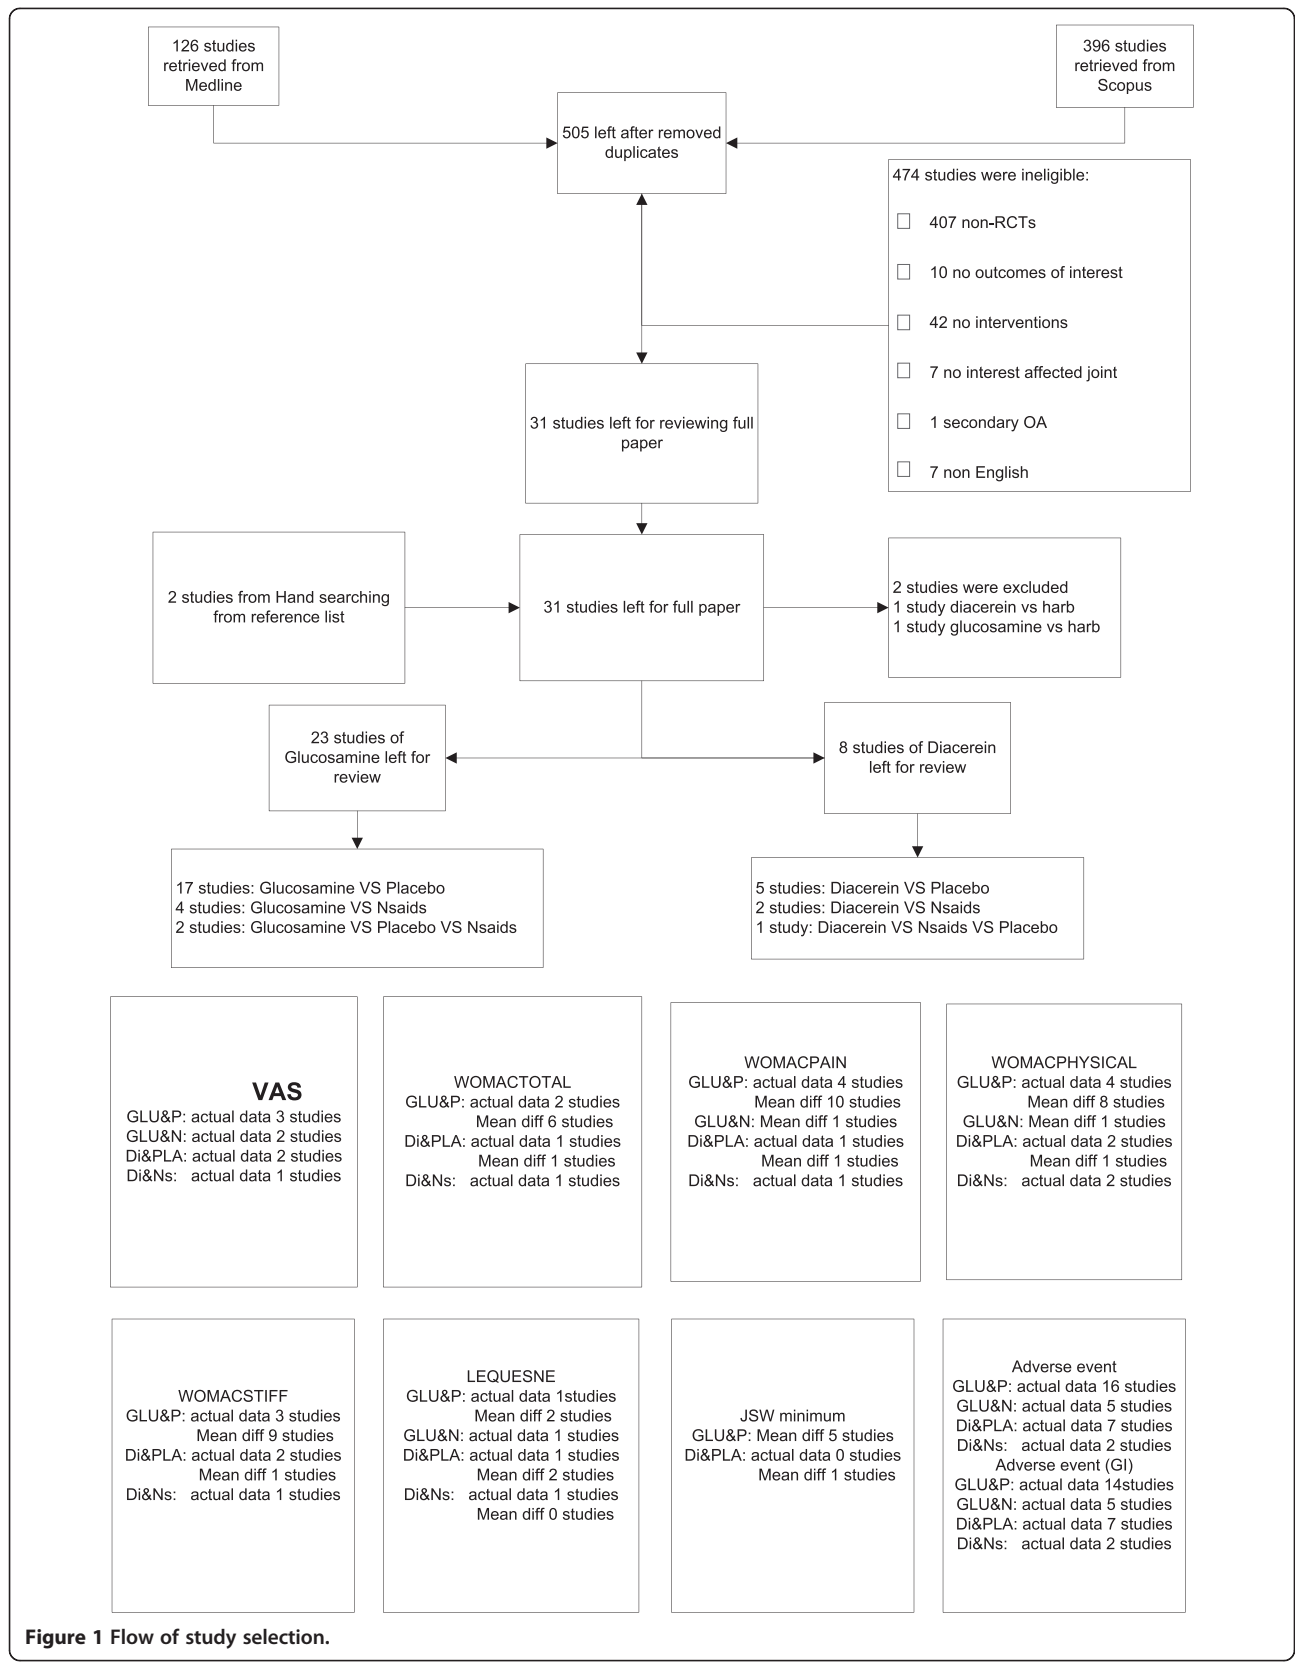 126 studies
retrieved from
Medline
396 studies
retrieved from
Scopus
505 left after removed
duplicates
474 studies were ineligible:
407 non-RCTs
10 no outcomes of interest
42 no interventions
7 no interest affected joint
1 secondary OA
7 non English
31 studies left for reviewing full
paper
2 studies from Hand searching
from reference list
31 studies left for full paper
2 studies were excluded
1 study diacerein vs harb
1 study glucosamine vs harb
23 studies of
Glucosamine left for
review
8 studies of Diacerein
left for review
17 studies: Glucosamine VS Placebo
4 studies: Glucosamine VS Nsaids
2 studies: Glucosamine VS Placebo VS Nsaids
5 studies: Diacerein VS Placebo
2 studies: Diacerein VS Nsaids
1 study: Diacerein VS Nsaids VS Placebo
VAS
GLU&P: actual data 3 studies
GLU&N: actual data 2 studies
Di&PLA: actual data 2 studies
Di&Ns: actual data 1 studies
WOMACTOTAL
GLU&P: actual data 2 studies
Mean diff 6 studies
Di&PLA: actual data 1 studies
Mean diff 1 studies
Di&Ns: actual data 1 studies
WOMACPAIN
GLU&P: actual data 4 studies
Mean diff 10 studies
GLU&N: Mean diff 1 studies
Di&PLA: actual data 1 studies
Mean diff 1 studies
Di&Ns: actual data 1 studies
WOMACPHYSICAL
GLU&P: actual data 4 studies
Mean diff 8 studies
GLU&N: Mean diff 1 studies
Di&PLA: actual data 2 studies
Mean diff 1 studies
Di&Ns: actual data 2 studies
WOMACSTIFF
GLU&P: actual data 3 studies
Mean diff 9 studies
Di&PLA: actual data 2 studies
Mean diff 1 studies
Di&Ns: actual data 1 studies
LEQUESNE
GLU&P: actual data 1studies
Mean diff 2 studies
GLU&N: actual data 1 studies
Di&PLA: actual data 1 studies
Mean diff 2 studies
Di&Ns: actual data 1 studies
Mean diff 0 studies
JSW minimum
GLU&P: Mean diff 5 studies
Di&PLA: actual data 0 studies
Mean diff 1 studies
Adverse event
GLU&P: actual data 16 studies
GLU&N: actual data 5 studies
Di&PLA: actual data 7 studies
Di&Ns: actual data 2 studies
Adverse event (GI)
GLU&P: actual data 14studies
GLU&N: actual data 5 studies
Di&PLA: actual data 7 studies
Di&Ns: actual data 2 studies
Figure 1 Flow of study selection.